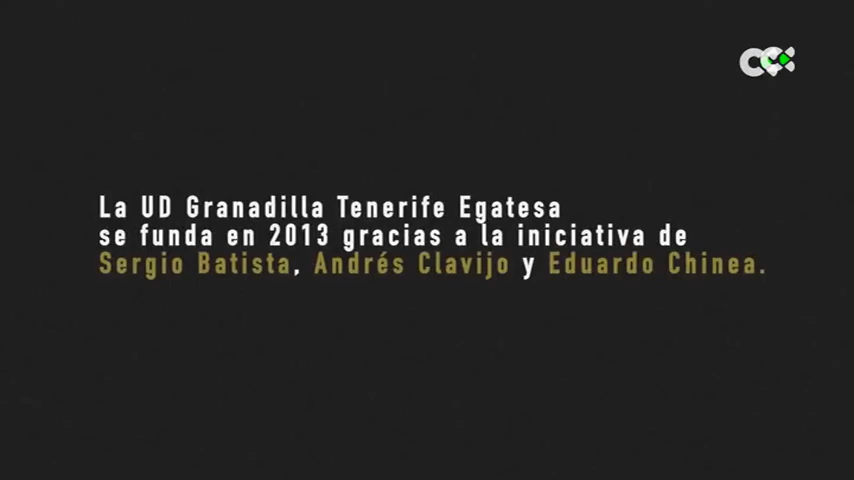 La UD Granadilla Tenerife Egatesa
se funda en 2013 gracias a la iniciativa de
Sergio Batista, Andrés Clavijo y Eduardo Chinea.